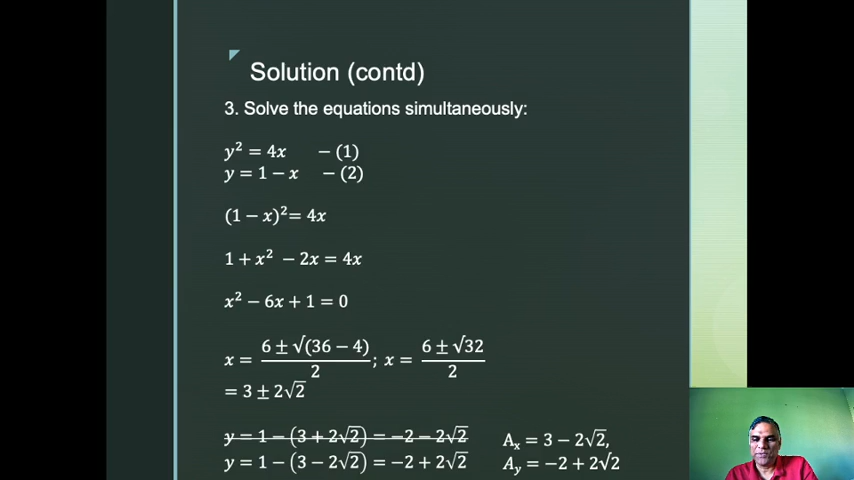 Solution (contd)
3. Solve the equations simultaneously:
y² = 4x – (1)
y = 1 – x – (2)
(1 – x)²= 4x
1 + x² – 2x = 4x
x² – 6x + 1 = 0
x = 6 ± √(36 – 4) / 2 ; x = 6 ± √32 / 2
= 3 ± 2√2
y = 1 – (3 + 2√2) = –2 – 2√2
y = 1 – (3 – 2√2) = –2 + 2√2
Aₓ = 3 – 2√2,
A_y = –2 + 2√2